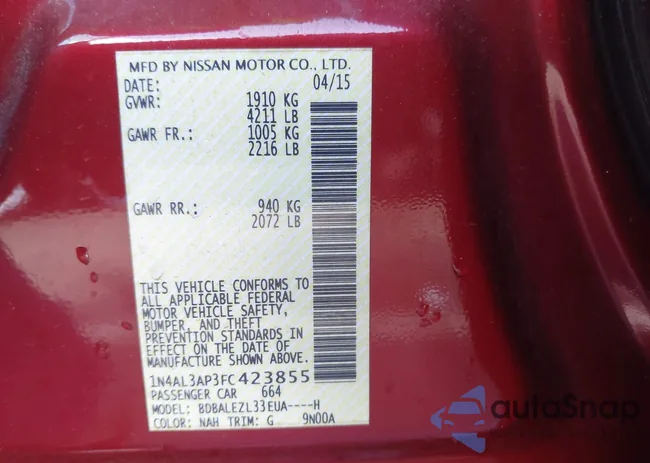 MFD BY NISSAN MOTOR CO., LTD.
DATE: 04/15
GVWR: 1910 KG
4211 LB
GAWR FR.: 1005 KG
2216 LB
GAWR RR.: 940 KG
2072 LB
THIS VEHICLE CONFORMS TO
ALL APPLICABLE FEDERAL
MOTOR VEHICLE SAFETY,
BUMPER, AND THEFT
PREVENTION STANDARDS IN
EFFECT ON THE DATE OF
MANUFACTURE SHOWN ABOVE.
1N4AL3AP3FC423855
PASSENGER CAR 664
MODEL: BDBALEZL33EUA----H
COLOR: NAH TRIM: G 9N00A
autoSnap